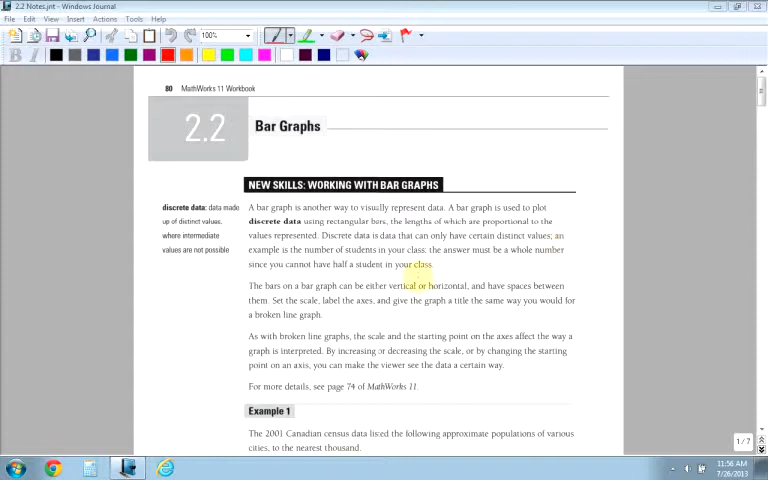 2.2 Notes.jnt - Windows Journal
File Edit View Insert Actions Tools Help
100%
B I
80 MathWorks 11 Workbook
2.2
Bar Graphs
NEW SKILLS: WORKING WITH BAR GRAPHS
discrete data: data made
up of distinct values,
where intermediate
values are not possible
A bar graph is another way to visually represent data. A bar graph is used to plot
discrete data using rectangular bars, the lengths of which are proportional to the
values represented. Discrete data is data that can only have certain distinct values; an
example is the number of students in your class: the answer must be a whole number
since you cannot have half a student in your class.
The bars on a bar graph can be either vertical or horizontal, and have spaces between
them. Set the scale, label the axes, and give the graph a title the same way you would for
a broken line graph.
As with broken line graphs, the scale and the starting point on the axes affect the way a
graph is interpreted. By increasing or decreasing the scale, or by changing the starting
point on an axis, you can make the viewer see the data a certain way.
For more details, see page 74 of MathWorks 11.
Example 1
The 2001 Canadian census data listed the following approximate populations of various
cities, to the nearest thousand.
1 / 7
11:56 AM
7/26/2013